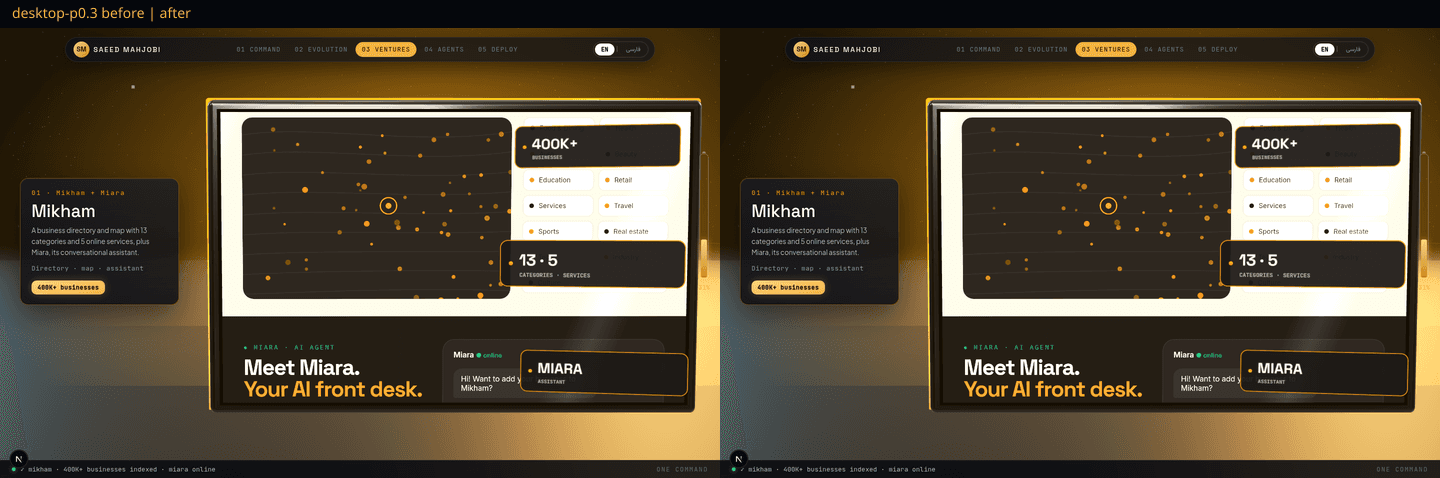 desktop-p0.3 before | after
SM SAEED MAHJOBI 01 COMMAND 02 EVOLUTION 03 VENTURES 04 AGENTS 05 DEPLOY EN فارسی
01 · Mikham + Miara
Mikham
A business directory and map with 13
categories and 5 online services, plus
Miara, its conversational assistant.
Directory · map · assistant
400K+ businesses
400K+
BUSINESSES
Education Retail
Services Travel
Sports Real estate
13 · 5
CATEGORIES · SERVICES
MIARA · AI AGENT
Meet Miara.
Your AI front desk.
Miara online
Hi! Want to add
Mikham?
MIARA
ASSISTANT
N
✓ mikham · 400K+ businesses indexed · miara online ONE COMMAND
SM SAEED MAHJOBI 01 COMMAND 02 EVOLUTION 03 VENTURES 04 AGENTS 05 DEPLOY EN فارسی
01 · Mikham + Miara
Mikham
A business directory and map with 13
categories and 5 online services, plus
Miara, its conversational assistant.
Directory · map · assistant
400K+ businesses
400K+
BUSINESSES
Education Retail
Services Travel
Sports Real estate
13 · 5
CATEGORIES · SERVICES
MIARA · AI AGENT
Meet Miara.
Your AI front desk.
Miara online
Hi! Want to add
Mikham?
MIARA
ASSISTANT
N
✓ mikham · 400K+ businesses indexed · miara online ONE COMMAND